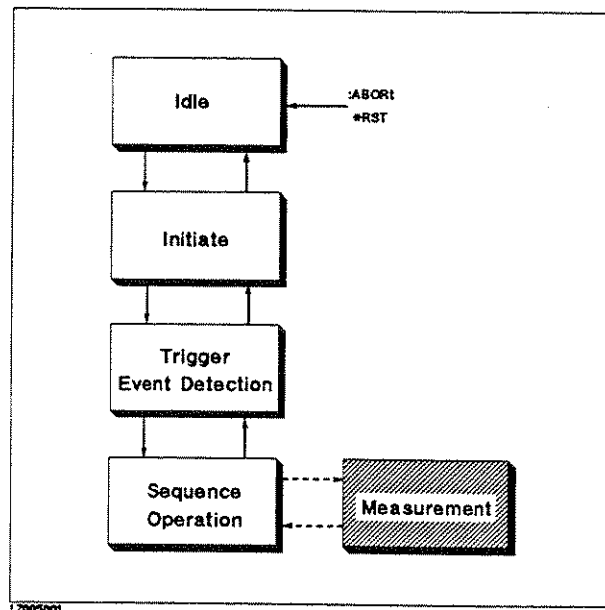 Idle
:ABORt
*RST
Initiate
Trigger
Event Detection
Sequence
Operation
Measurement